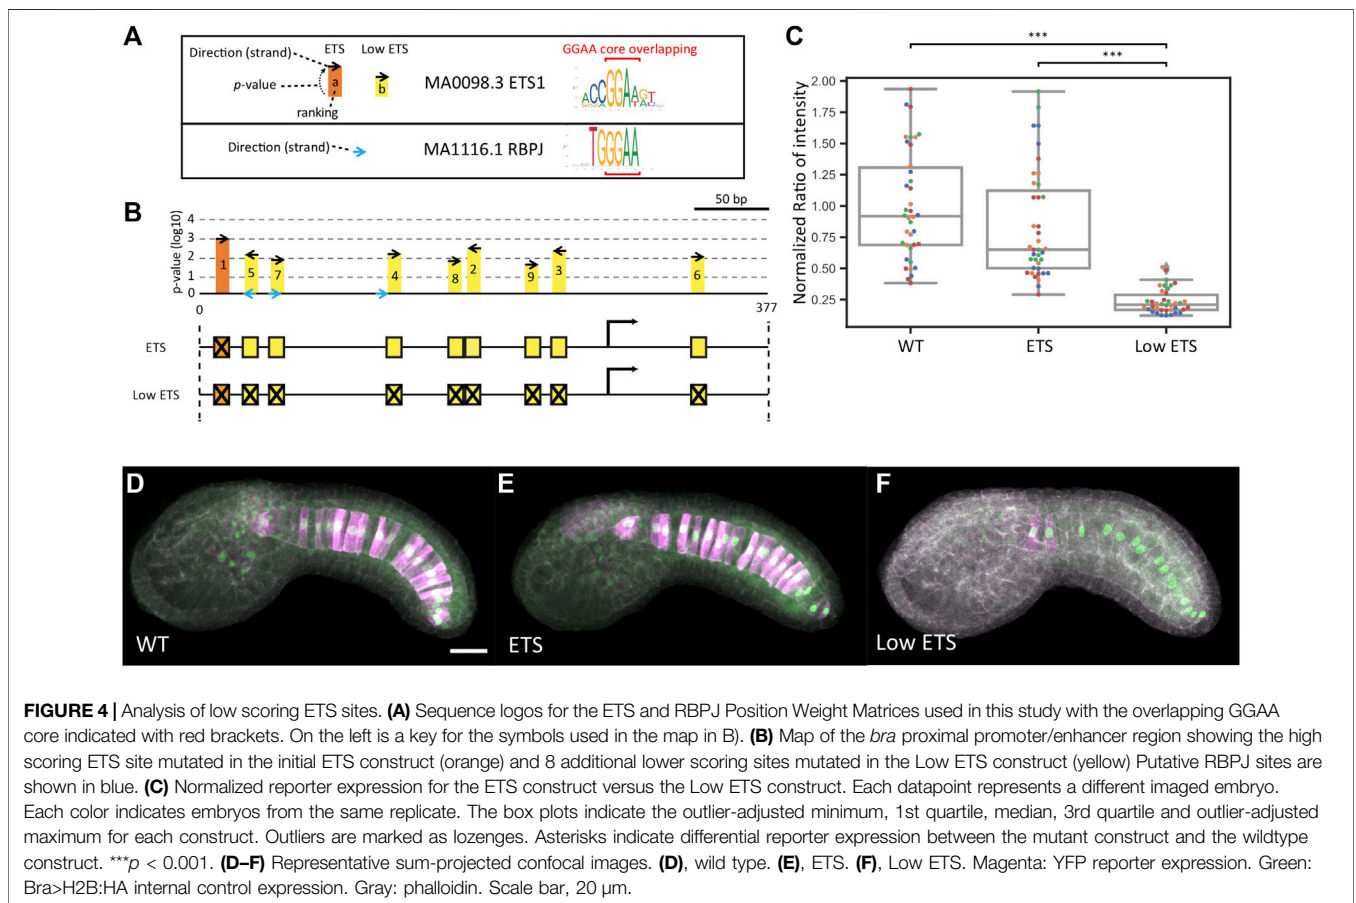 A
Direction (strand)
ETS
Low ETS
p-value
a
b
ranking
MA0098.3 ETS1
GGAA core overlapping
Direction (strand)
MA1116.1 RBPJ
TGGGAA
B
50 bp
p-value (log10)
4
3
2
1
0
1 5 7 4 8 2 9 3 6
0
377
ETS
Low ETS
C
***
***
Normalized Ratio of intensity
2.00
1.75
1.50
1.25
1.00
0.75
0.50
0.25
WT ETS Low ETS
D
WT
E
ETS
F
Low ETS
FIGURE 4 | Analysis of low scoring ETS sites. (A) Sequence logos for the ETS and RBPJ Position Weight Matrices used in this study with the overlapping GGAA
core indicated with red brackets. On the left is a key for the symbols used in the map in B). (B) Map of the bra proximal promoter/enhancer region showing the high
scoring ETS site mutated in the initial ETS construct (orange) and 8 additional lower scoring sites mutated in the Low ETS construct (yellow) Putative RBPJ sites are
shown in blue. (C) Normalized reporter expression for the ETS construct versus the Low ETS construct. Each datapoint represents a different imaged embryo.
Each color indicates embryos from the same replicate. The box plots indicate the outlier-adjusted minimum, 1st quartile, median, 3rd quartile and outlier-adjusted
maximum for each construct. Outliers are marked as lozenges. Asterisks indicate differential reporter expression between the mutant construct and the wildtype
construct. ***p < 0.001. (D–F) Representative sum-projected confocal images. (D), wild type. (E), ETS. (F), Low ETS. Magenta: YFP reporter expression. Green:
Bra>H2B:HA internal control expression. Gray: phalloidin. Scale bar, 20 μm.